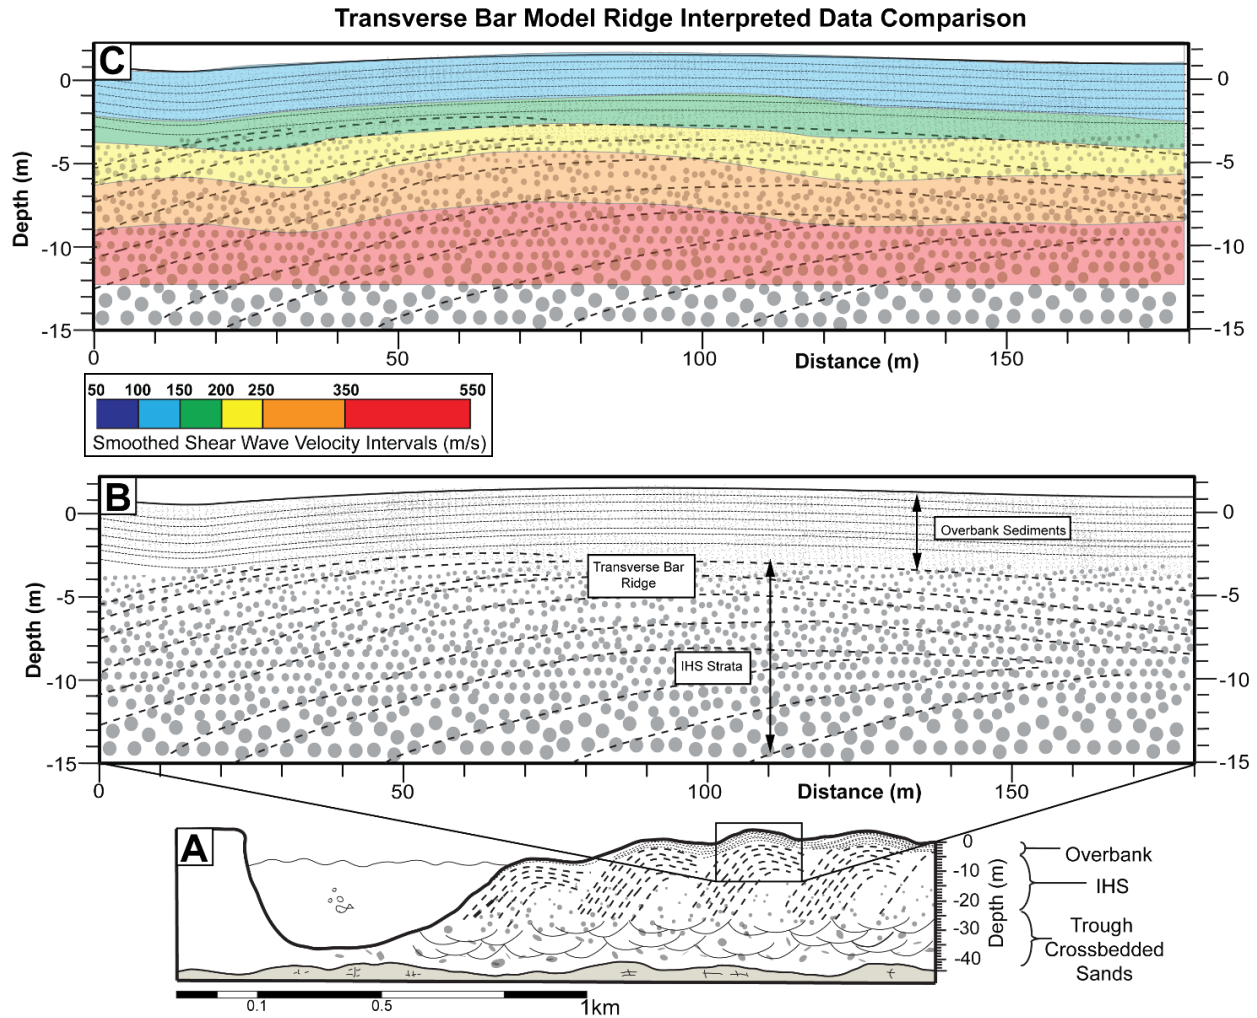 Transverse Bar Model Ridge Interpreted Data Comparison
C
0
-5
-10
-15
Depth (m)
0
-5
-10
-15
0 50 100 150
Distance (m)
50 100 150 200 250 350 550
Smoothed Shear Wave Velocity Intervals (m/s)
B
0
-5
-10
-15
Depth (m)
Overbank Sediments
Transverse Bar
Ridge
IHS Strata
0
-5
-10
-15
0 50 100 150
Distance (m)
A
0
-10
-20
-30
-40
Depth (m)
Overbank
IHS
Trough
Crossbedded
Sands
0.1 0.5 1km